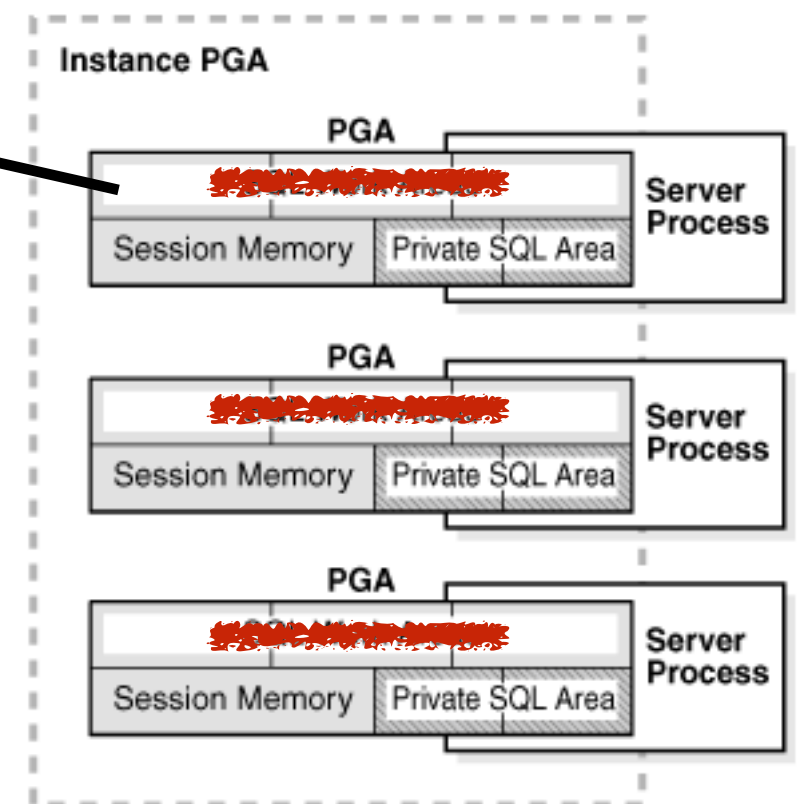 Instance PGA
PGA
Server
Process
Session Memory
Private SQL Area
PGA
Server
Process
Session Memory
Private SQL Area
PGA
Server
Process
Session Memory
Private SQL Area